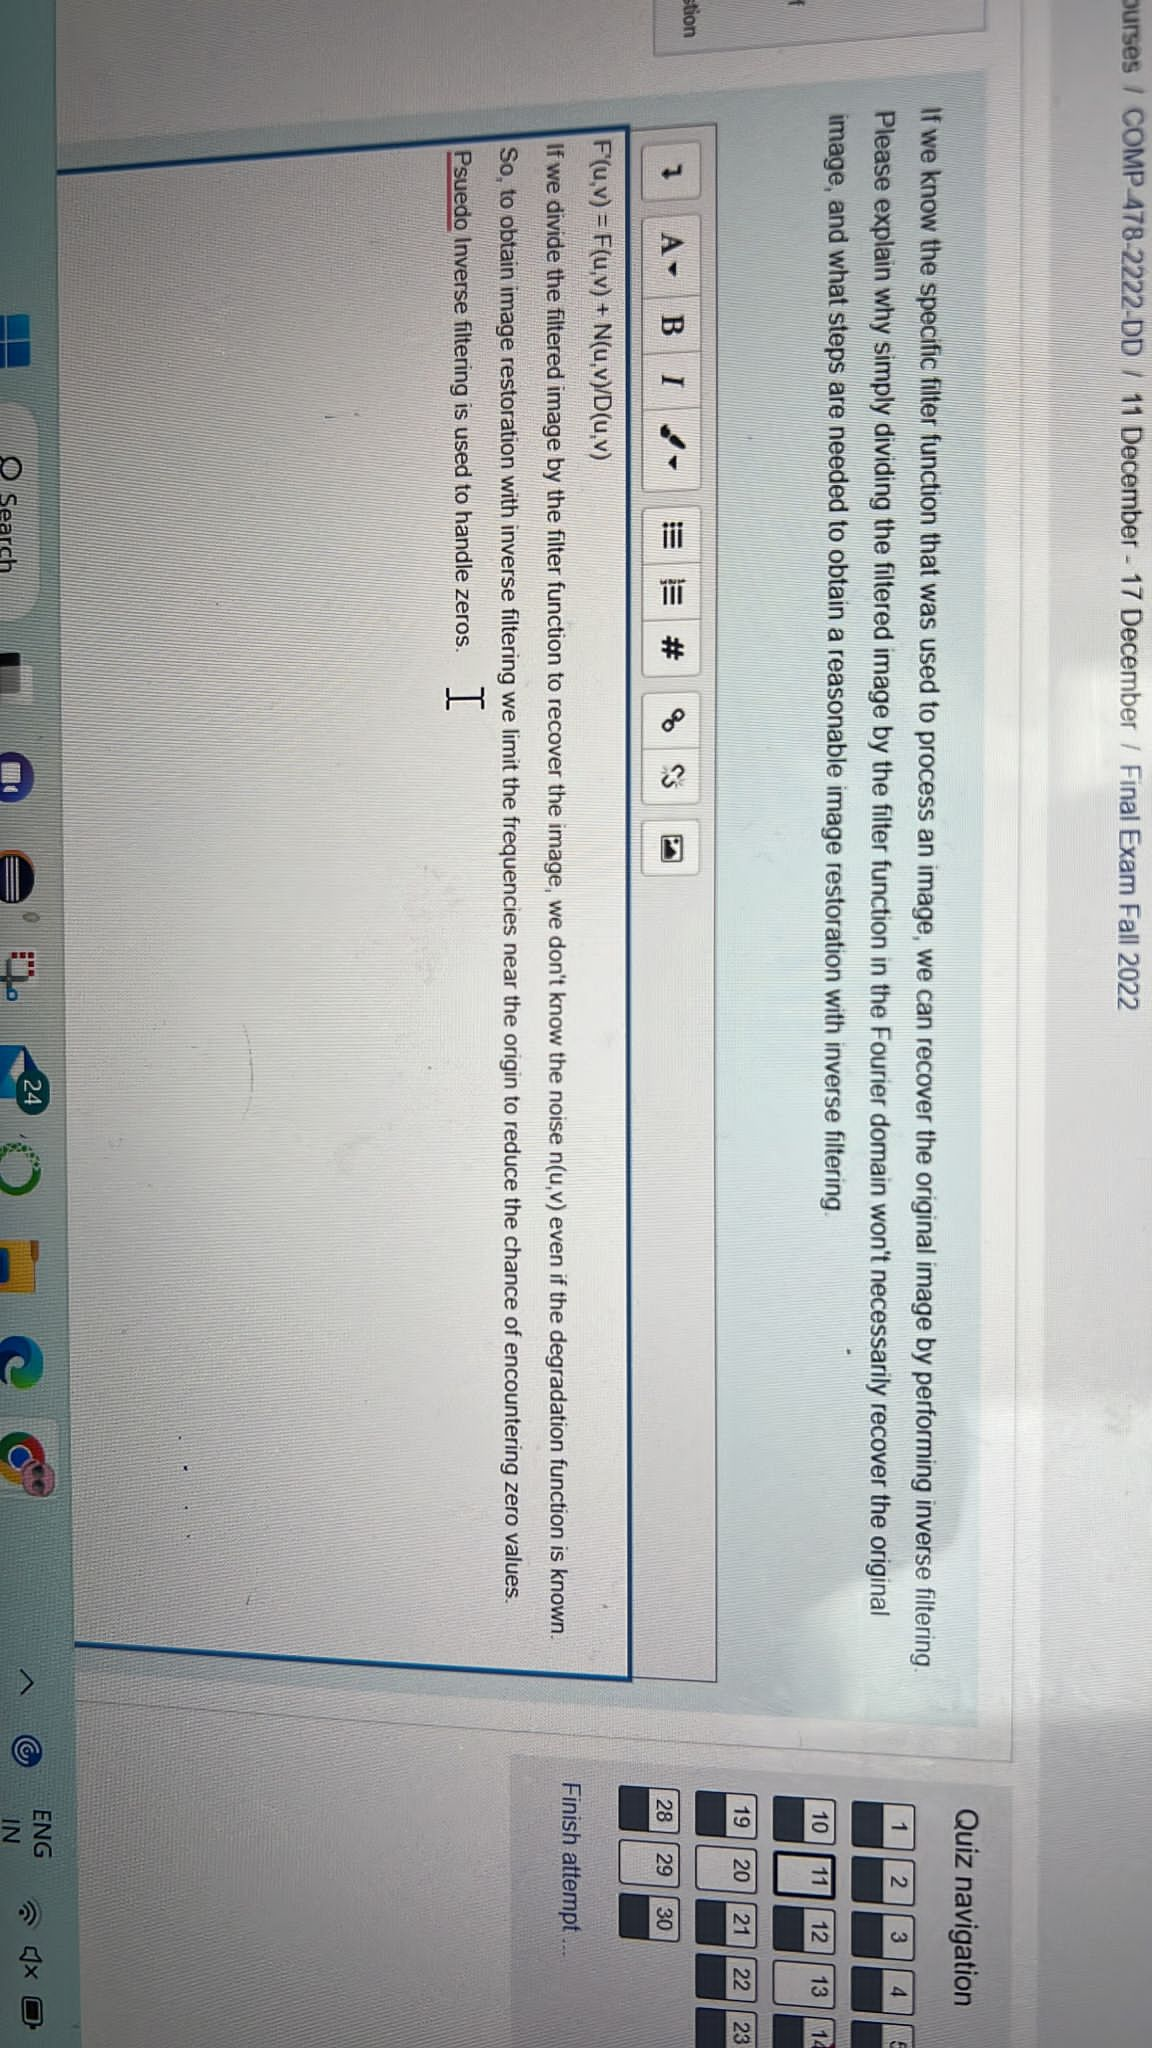 ourses / COMP-478-2222-DD / 11 December - 17 December / Final Exam Fall 2022
stion
If we know the specific filter function that was used to process an image, we can recover the original image by performing inverse filtering.
Please explain why simply dividing the filtered image by the filter function in the Fourier domain won't necessarily recover the original
image, and what steps are needed to obtain a reasonable image restoration with inverse filtering.
A B I #
F'(u,v) = F(u,v) + N(u,v)/D(u,v)
If we divide the filtered image by the filter function to recover the image, we don't know the noise n(u,v) even if the degradation function is known.
So, to obtain image restoration with inverse filtering we limit the frequencies near the origin to reduce the chance of encountering zero values.
Psuedo Inverse filtering is used to handle zeros.
Quiz navigation
1 2 3 4 5
10 11 12 13 14
19 20 21 22 23
28 29 30
Finish attempt ...
Search
24
ENG
IN